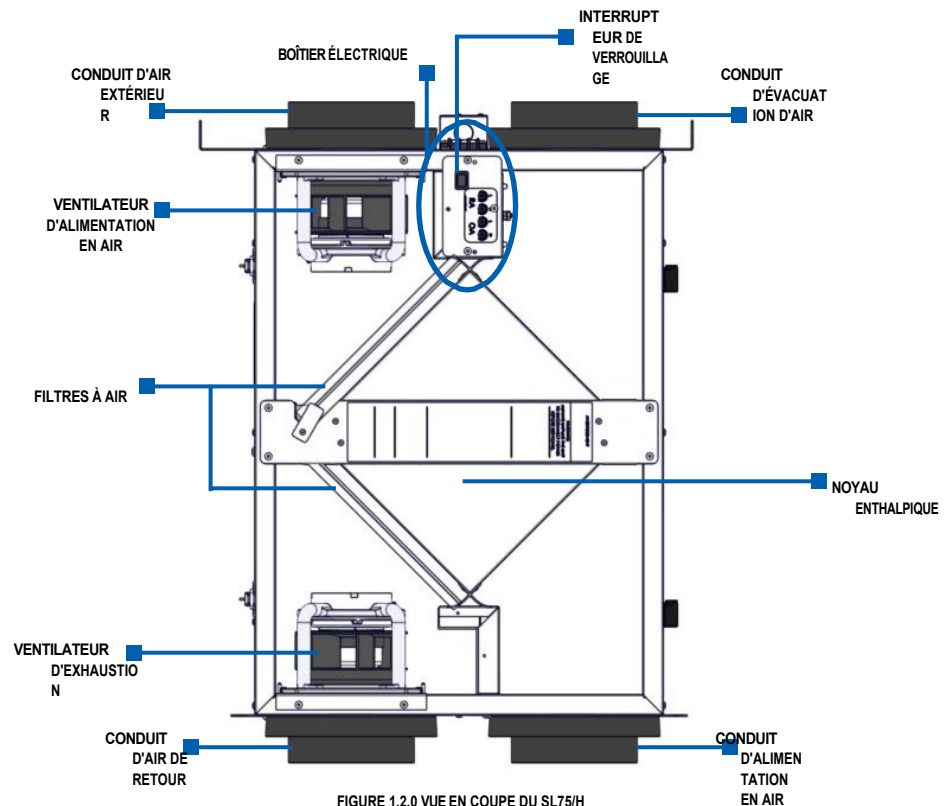 INTERRUPT
EUR DE
VERROUILLA
GE
BOÎTIER ÉLECTRIQUE
CONDUIT D'AIR
EXTÉRIEU
R
CONDUIT
D'ÉVACUAT
ION D'AIR
VENTILATEUR
D'ALIMENTATION
EN AIR
EA
OA
FILTRES À AIR
NOYAU
ENTHALPIQUE
VENTILATEUR
D'EXHAUSTIO
N
CONDUIT
D'AIR DE
RETOUR
CONDUIT
D'ALIMEN
TATION
EN AIR
FIGURE 1.2.0 VUE EN COUPE DU SL75/H